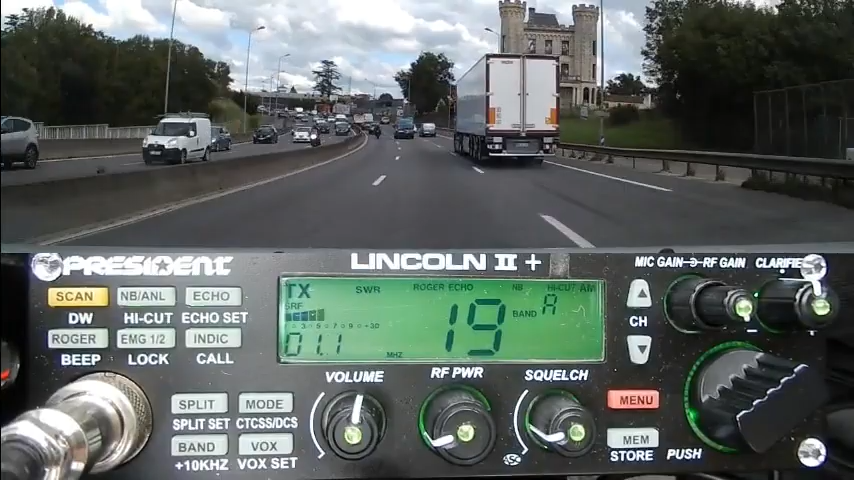 PRESIDENT LINCOLN II + MIC GAIN RF GAIN CLARIFIER
SCAN NB/ANL ECHO
DW HI-CUT ECHO SET
ROGER EMG 1/2 INDIC
BEEP LOCK CALL
TX SWR ROGER ECHO NB HI-CUT AM
SRF
19 BAND A
01.1 MHZ
CH
VOLUME RF PWR SQUELCH
SPLIT MODE
SPLIT SET CTCSS/DCS
BAND VOX
+10KHZ VOX SET
ASC
MENU
MEM
STORE PUSH